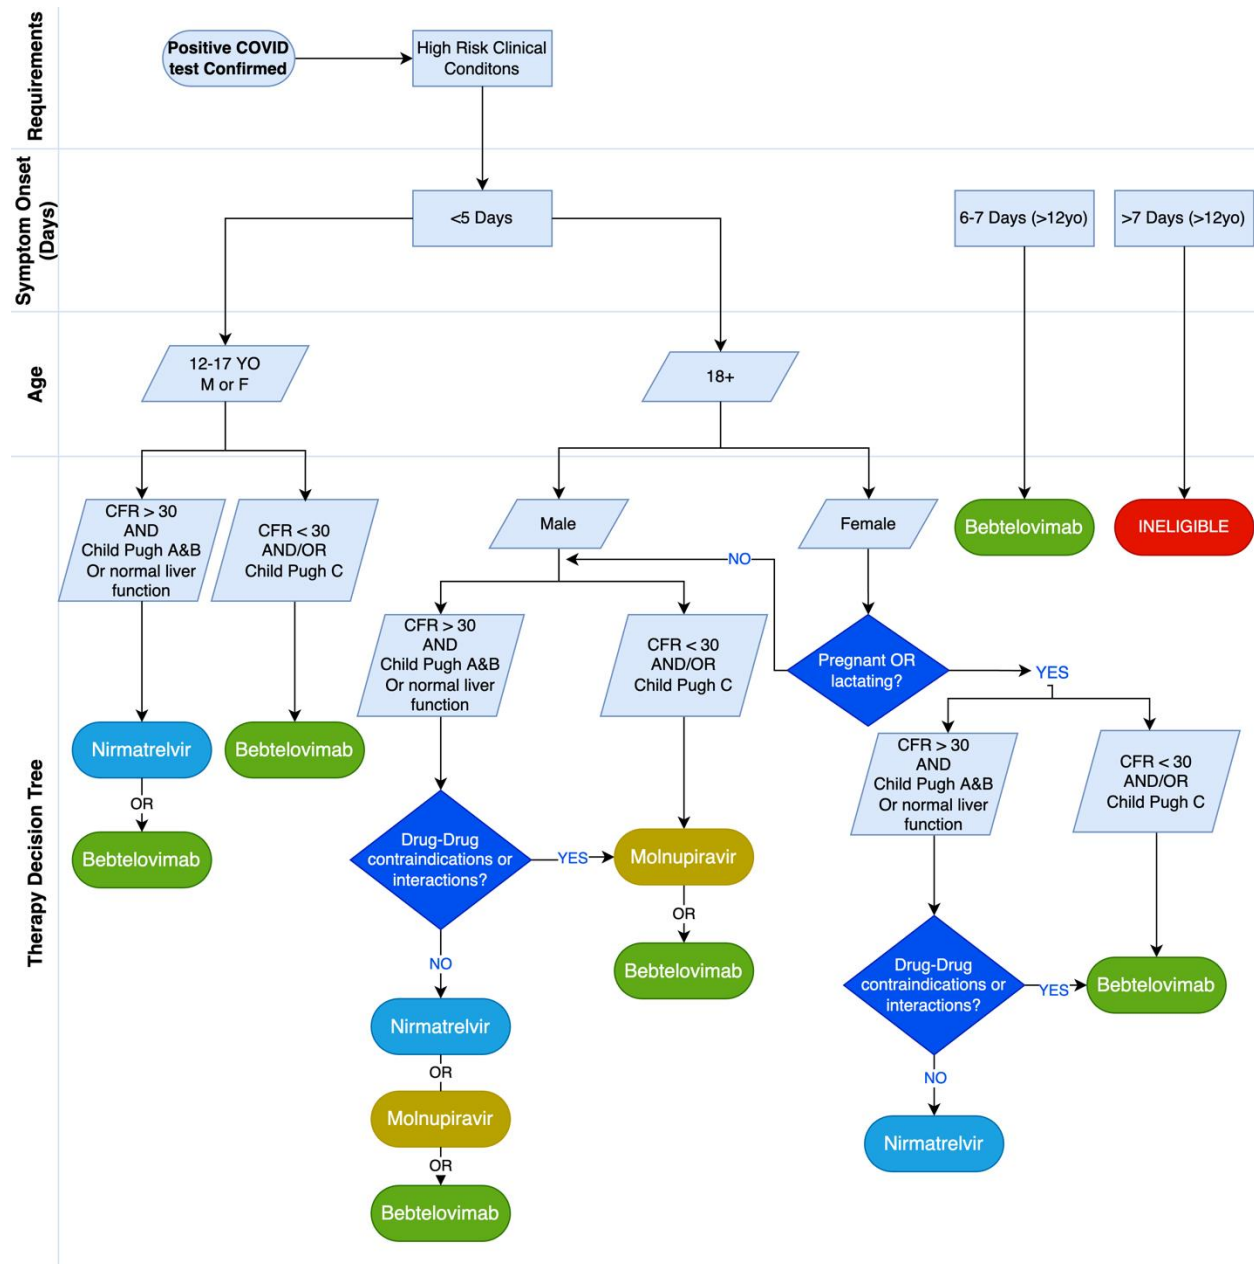 Requirements
Positive COVID
test Confirmed
High Risk Clinical
Conditons
Symptom Onset
(Days)
<5 Days
6-7 Days (>12yo)
>7 Days (>12yo)
Age
12-17 YO
M or F
18+
Therapy Decision Tree
CFR > 30
AND
Child Pugh A&B
Or normal liver
function
CFR < 30
AND/OR
Child Pugh C
Male
Female
Bebtelovimab
INELIGIBLE
NO
CFR > 30
AND
Child Pugh A&B
Or normal liver
function
CFR < 30
AND/OR
Child Pugh C
Pregnant OR
lactating?
YES
Nirmatrelvir
OR
Bebtelovimab
Bebtelovimab
CFR > 30
AND
Child Pugh A&B
Or normal liver
function
CFR < 30
AND/OR
Child Pugh C
Drug-Drug
contraindications or
interactions?
YES
Molnupiravir
OR
Bebtelovimab
NO
Nirmatrelvir
OR
Molnupiravir
OR
Bebtelovimab
Drug-Drug
contraindications or
interactions?
YES
Bebtelovimab
NO
Nirmatrelvir